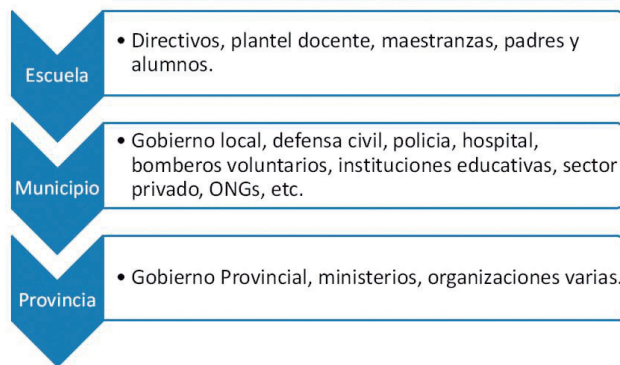 Escuela
• Directivos, plantel docente, maestranzas, padres y
alumnos.
Municipio
• Gobierno local, defensa civil, policia, hospital,
bomberos voluntarios, instituciones educativas, sector
privado, ONGs, etc.
Provincia
• Gobierno Provincial, ministerios, organizaciones varias.